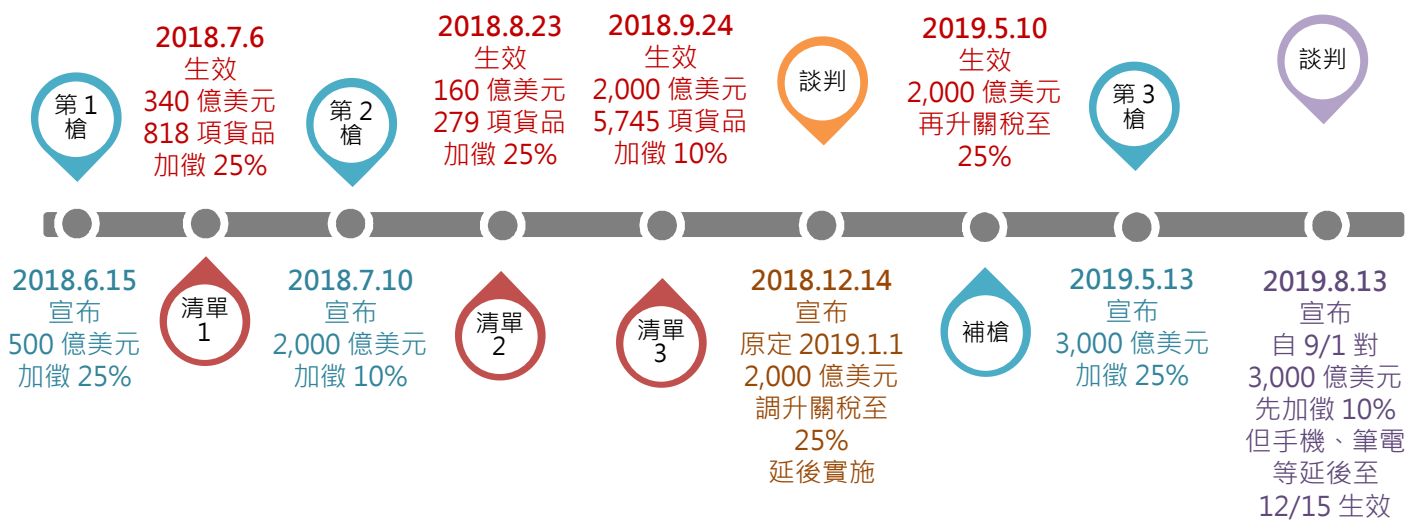 第 1
槍
2018.6.15
宣布
500 億美元
加徵 25%
2018.7.6
生效
340 億美元
818 項貨品
加徵 25%
清單
1
第 2
槍
2018.7.10
宣布
2,000 億美元
加徵 10%
2018.8.23
生效
160 億美元
279 項貨品
加徵 25%
清單
2
2018.9.24
生效
2,000 億美元
5,745 項貨品
加徵 10%
清單
3
談判
2018.12.14
宣布
原定 2019.1.1
2,000 億美元
調升關稅至
25%
延後實施
2019.5.10
生效
2,000 億美元
再升關稅至
25%
補槍
第 3
槍
2019.5.13
宣布
3,000 億美元
加徵 25%
談判
2019.8.13
宣布
自 9/1 對
3,000 億美元
先加徵 10%
但手機、筆電
等延後至
12/15 生效